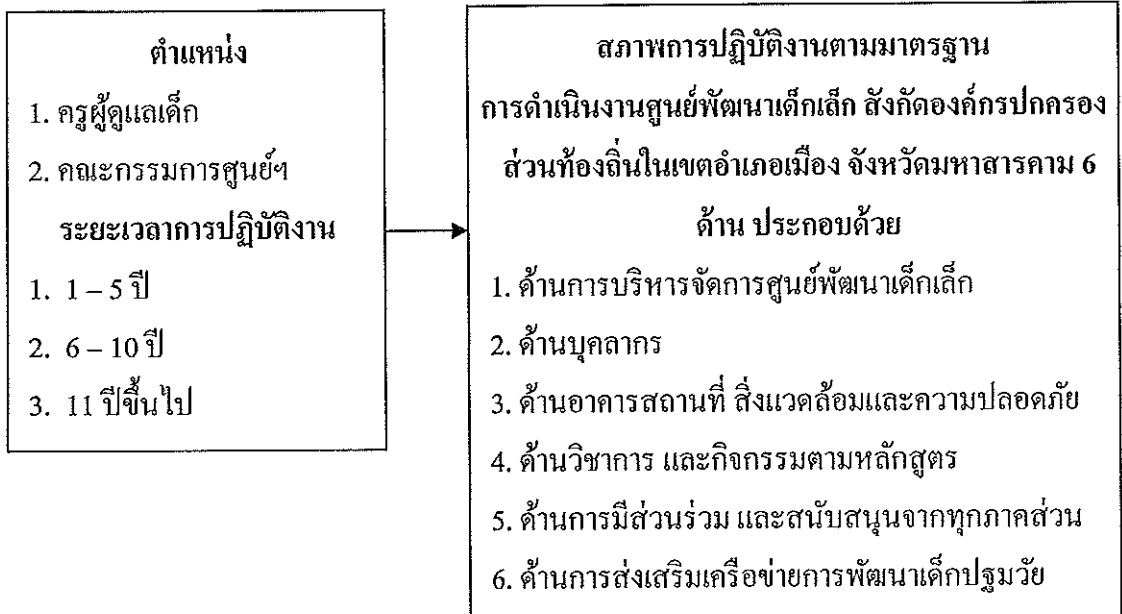 ตำแหน่ง
1. ครูผู้ดูแลเด็ก
2. คณะกรรมการศูนย์ฯ
ระยะเวลาการปฏิบัติงาน
1. 1 – 5 ปี
2. 6 – 10 ปี
3. 11 ปีขึ้นไป
สภาพการปฏิบัติงานตามมาตรฐาน
การดำเนินงานศูนย์พัฒนาเด็กเล็ก สังกัดองค์กรปกครอง
ส่วนท้องถิ่นในเขตอำเภอเมือง จังหวัดมหาสารคาม 6
ด้าน ประกอบด้วย
1. ด้านการบริหารจัดการศูนย์พัฒนาเด็กเล็ก
2. ด้านบุคลากร
3. ด้านอาคารสถานที่ สิ่งแวดล้อมและความปลอดภัย
4. ด้านวิชาการ และกิจกรรมตามหลักสูตร
5. ด้านการมีส่วนร่วม และสนับสนุนจากทุกภาคส่วน
6. ด้านการส่งเสริมเครือข่ายการพัฒนาเด็กปฐมวัย